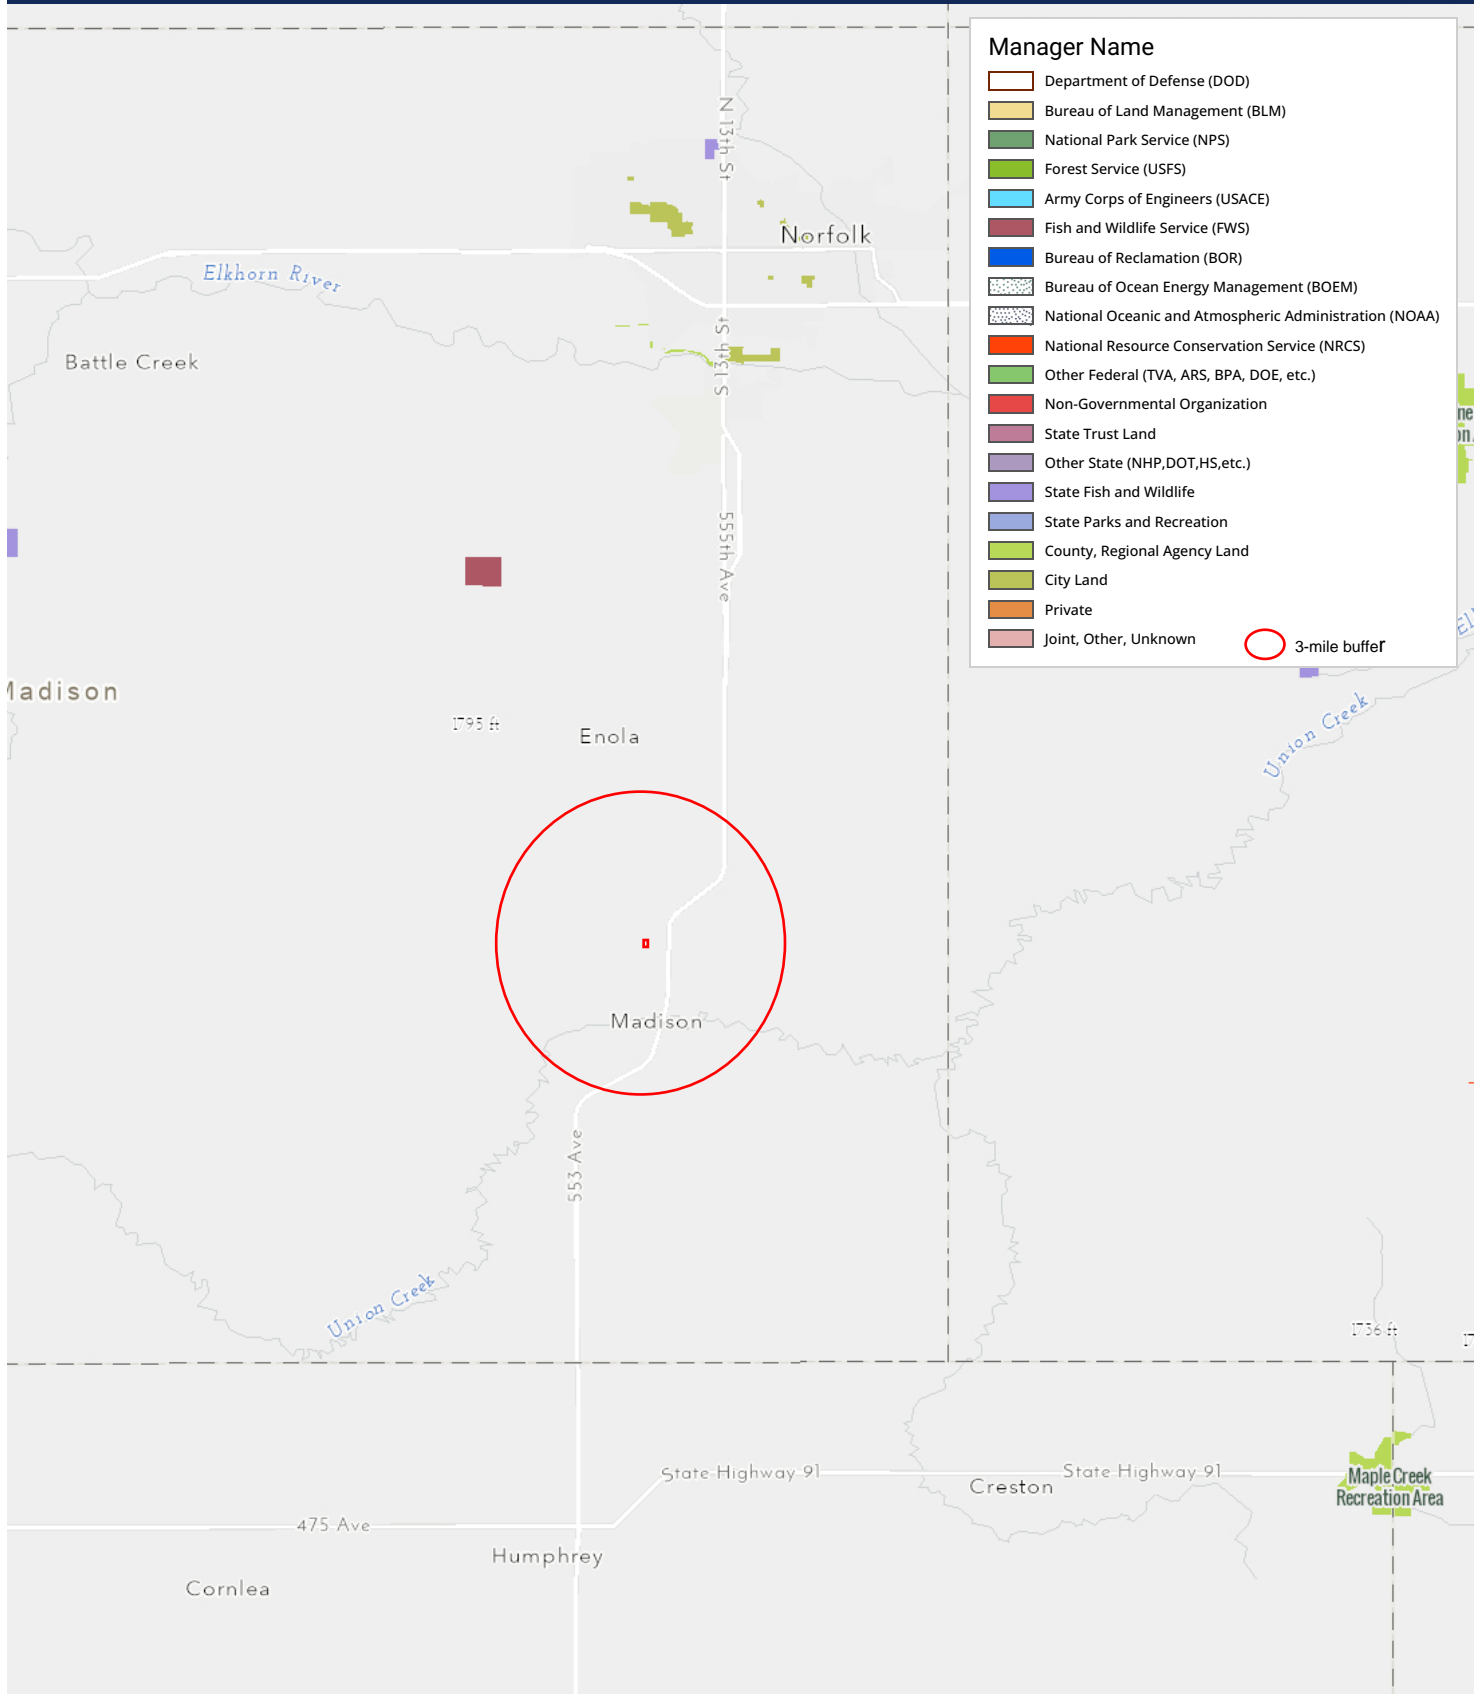 Manager Name
Department of Defense (DOD)
Bureau of Land Management (BLM)
National Park Service (NPS)
Forest Service (USFS)
Army Corps of Engineers (USACE)
Fish and Wildlife Service (FWS)
Bureau of Reclamation (BOR)
Bureau of Ocean Energy Management (BOEM)
National Oceanic and Atmospheric Administration (NOAA)
National Resource Conservation Service (NRCS)
Other Federal (TVA, ARS, BPA, DOE, etc.)
Non-Governmental Organization
State Trust Land
Other State (NHP,DOT,HS,etc.)
State Fish and Wildlife
State Parks and Recreation
County, Regional Agency Land
City Land
Private
Joint, Other, Unknown
3-mile buffer
N 13th St
Norfolk
Elkhorn River
S 13th St
Battle Creek
555th Ave
Madison
1795 ft
Enola
Union Creek
Madison
553 Ave
Union Creek
1736 ft
State Highway 91
State Highway 91
Creston
Maple Creek
Recreation Area
475 Ave
Humphrey
Cornlea